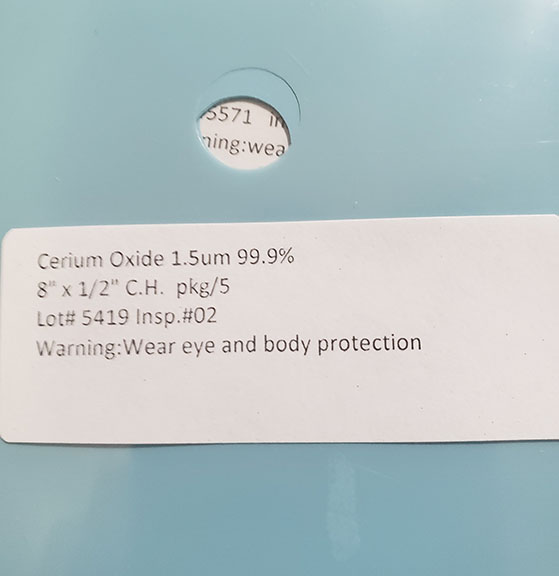 5571 in
ning:wea
Cerium Oxide 1.5um 99.9%
8" x 1/2" C.H. pkg/5
Lot# 5419 Insp.#02
Warning:Wear eye and body protection